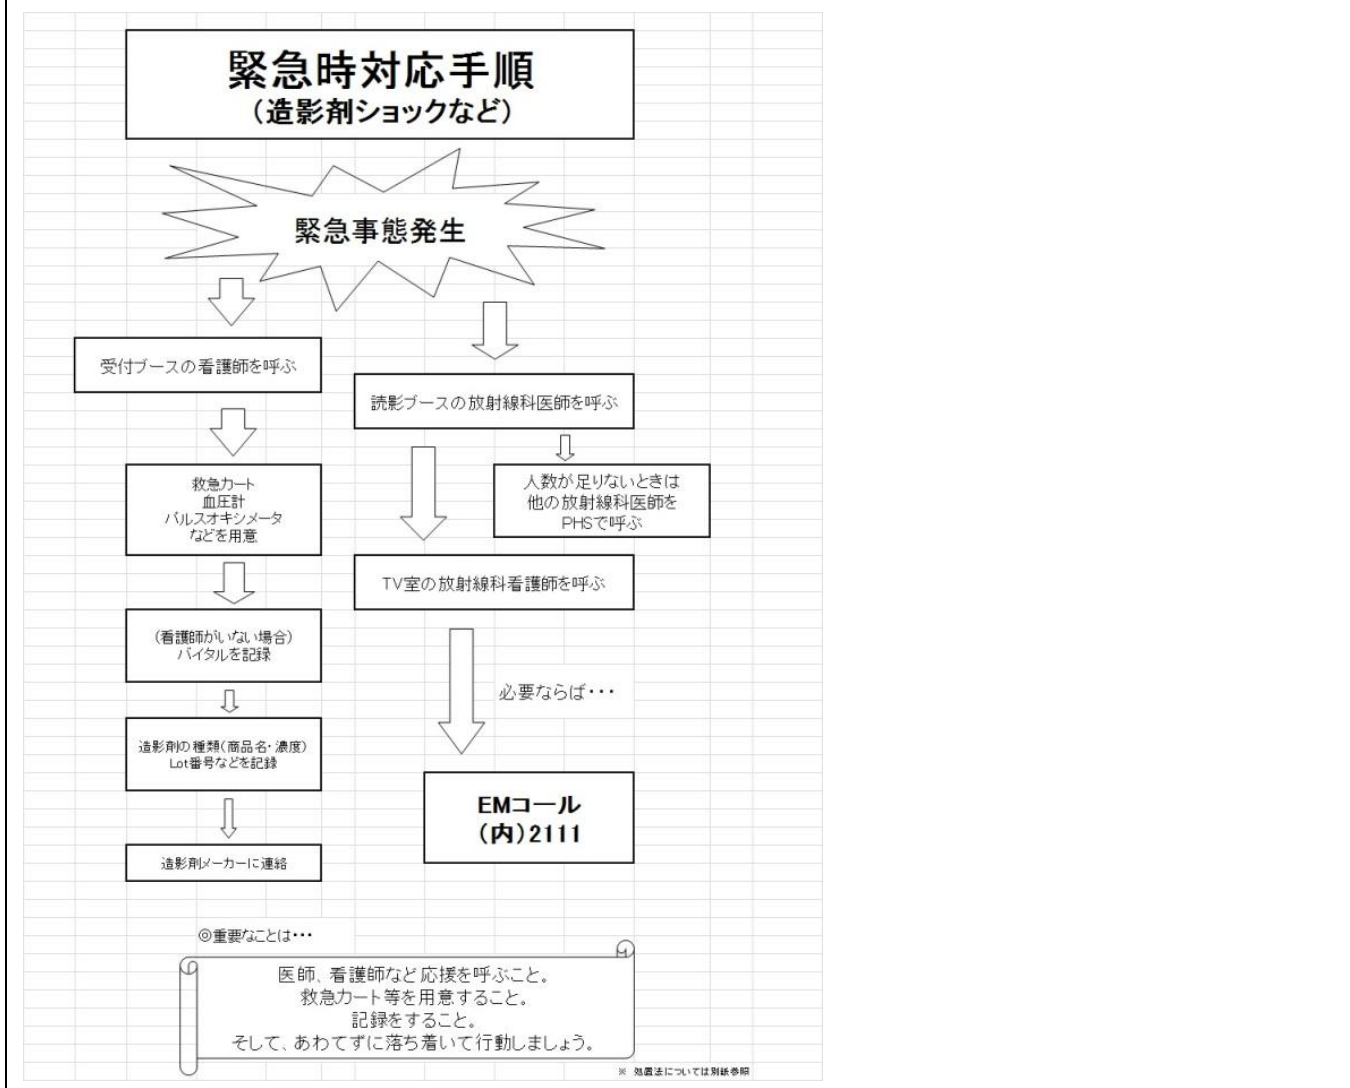 緊急時対応手順
(造影剤ショックなど)
緊急事態発生
受付ブースの看護師を呼ぶ
救急カート
血圧計
パルスオキシメータ
などを用意
(看護師がいない場合)
バイタルを記録
造影剤の種類(商品名・濃度)
Lot番号などを記録
造影剤メーカーに連絡
読影ブースの放射線科医師を呼ぶ
人数が足りないときは
他の放射線科医師を
PHSで呼ぶ
TV室の放射線科看護師を呼ぶ
必要ならば・・・
EMコール
(内)2111
◎重要なことは・・・
医師、看護師など応援を呼ぶこと。
救急カート等を用意すること。
記録をすること。
そして、あわてずに落ち着いて行動しましょう。
※ 処置法については別紙参照